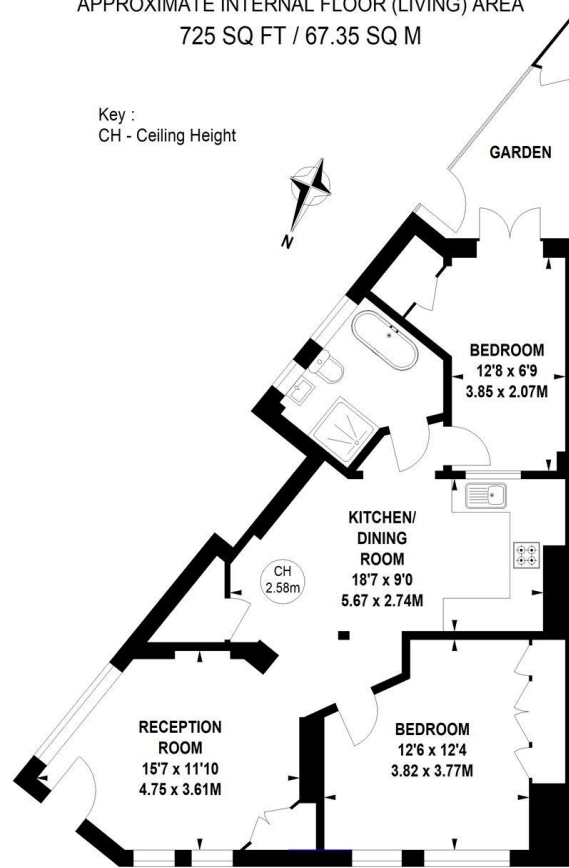 APPROXIMATE INTERNAL FLOOR (LIVING) AREA
725 SQ FT / 67.35 SQ M
Key :
CH - Ceiling Height
N
GARDEN
BEDROOM
12'8 x 6'9
3.85 x 2.07M
KITCHEN/
DINING
ROOM
18'7 x 9'0
5.67 x 2.74M
CH
2.58m
RECEPTION
ROOM
15'7 x 11'10
4.75 x 3.61M
BEDROOM
12'6 x 12'4
3.82 x 3.77M